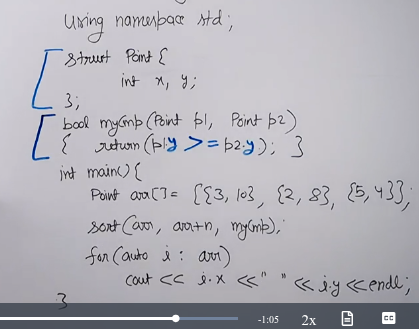 using namespace std;
struct Point {
int x, y;
};
bool myCmp(Point p1, Point p2)
{ return(p1.y >= p2.y); }
int main() {
Point arr[] = {{3, 10}, {2, 8}, {5, 4}};
sort(arr, arr+n, myCmp);
for(auto i : arr)
cout << i.x << " " << i.y << endl;
}
-1:05 2x CC